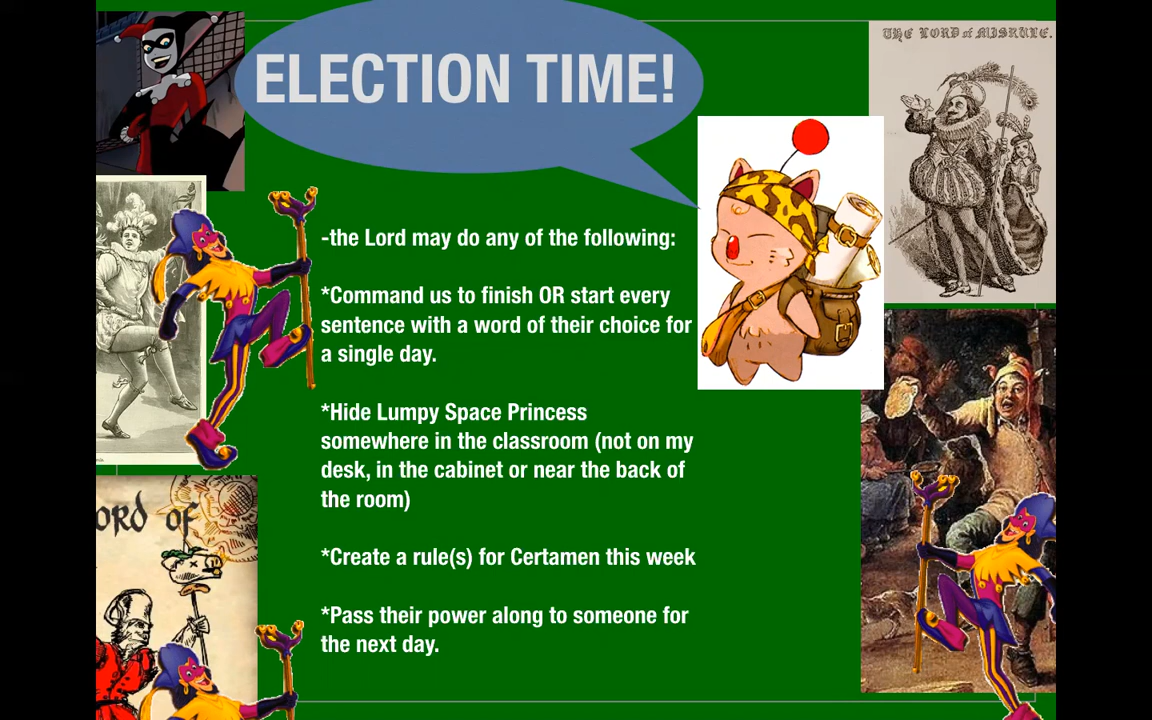 ELECTION TIME!
THE LORD of MISRULE.
-the Lord may do any of the following:
*Command us to finish OR start every
sentence with a word of their choice for
a single day.
*Hide Lumpy Space Princess
somewhere in the classroom (not on my
desk, in the cabinet or near the back of
the room)
ORD of
*Create a rule(s) for Certamen this week
*Pass their power along to someone for
the next day.